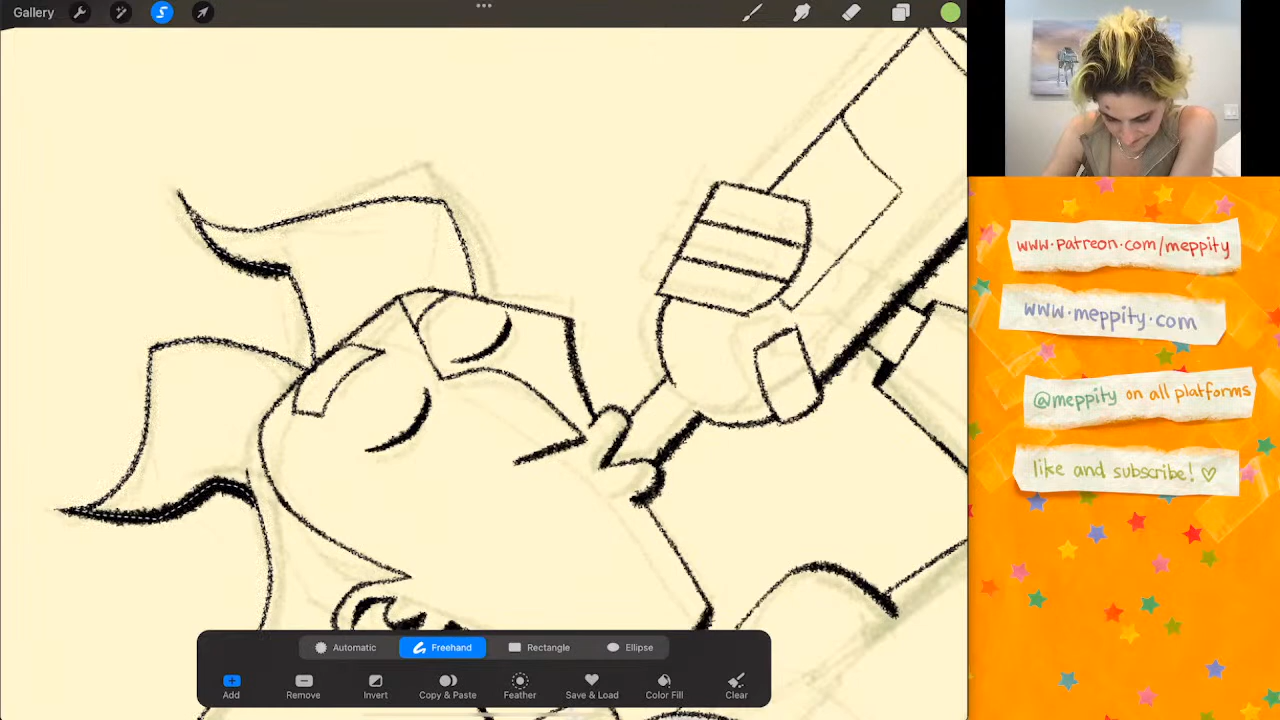 Gallery
www.patreon.com/meppity
www.meppity.com
@meppity on all platforms
like and subscribe! ♡
Automatic Freehand Rectangle Ellipse
Add Remove Invert Copy & Paste Feather Save & Load Color Fill Clear